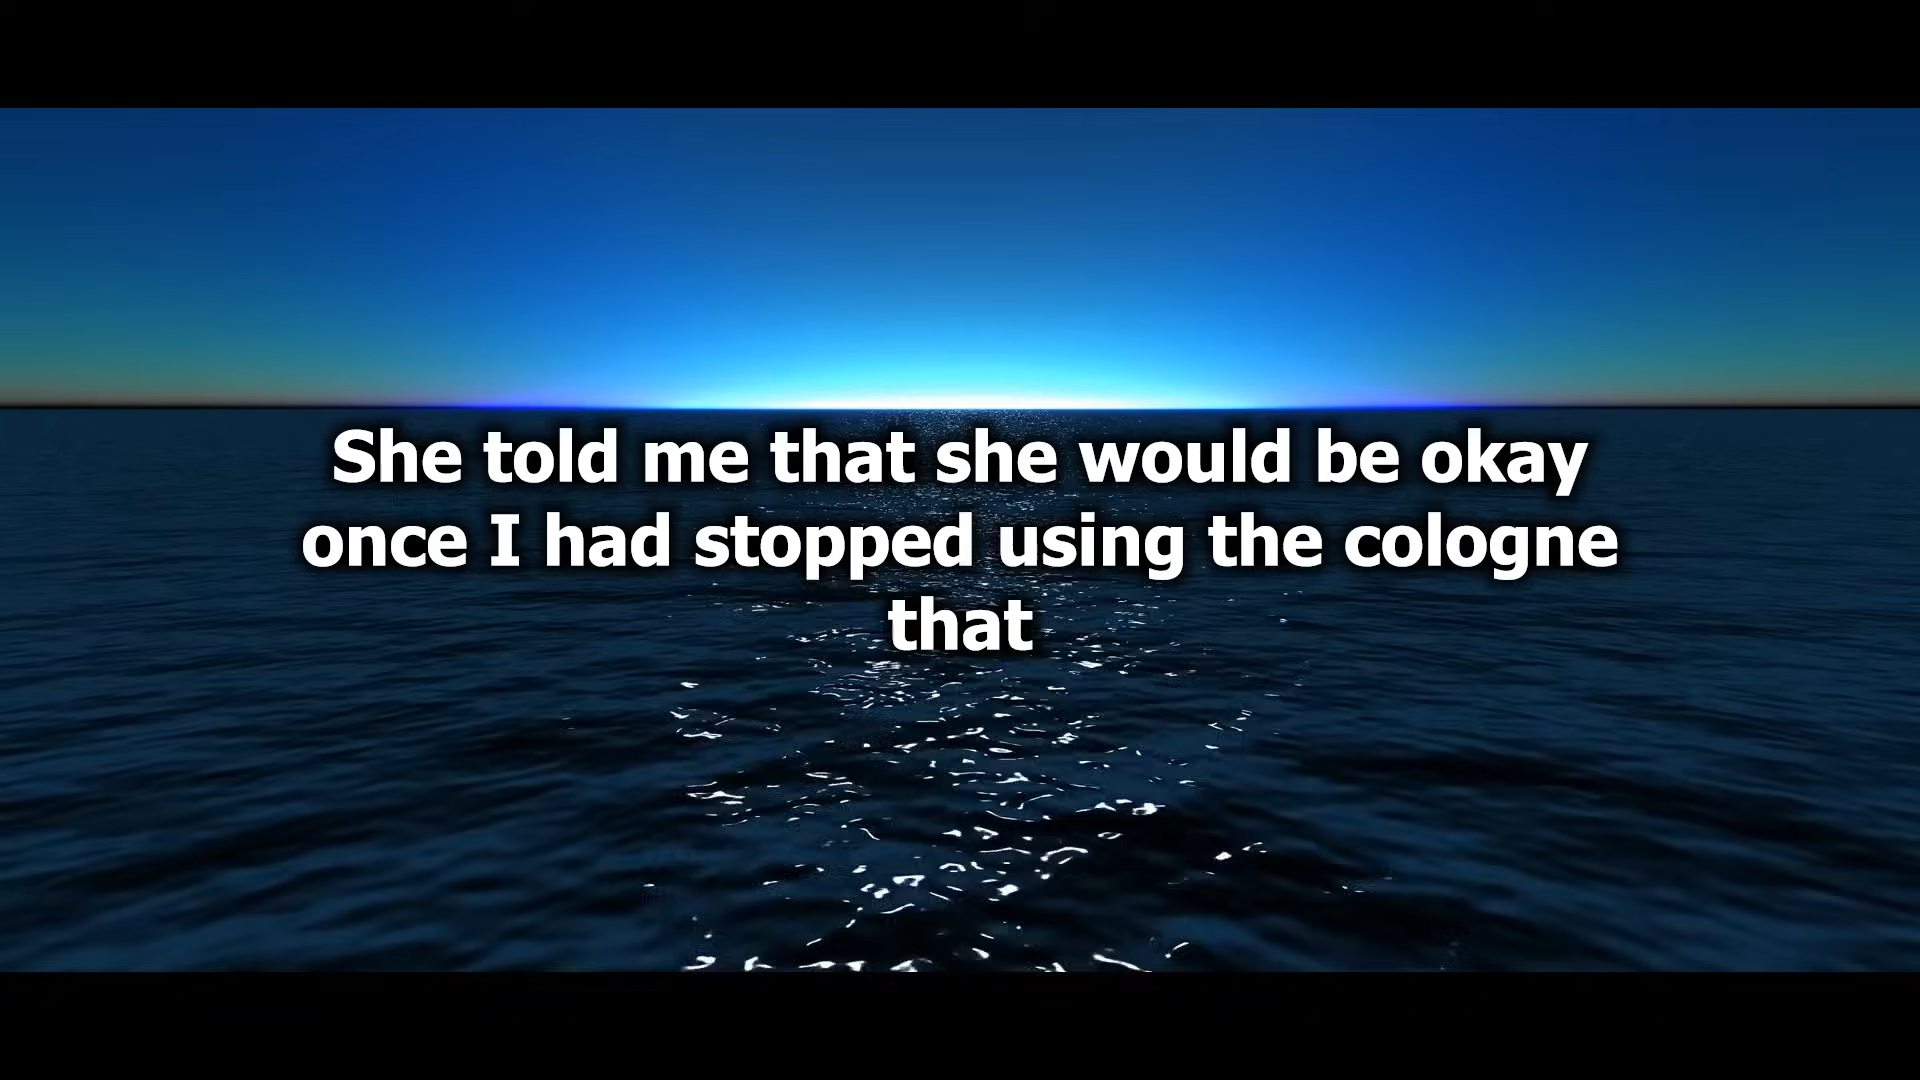 She told me that she would be okay
once I had stopped using the cologne
that